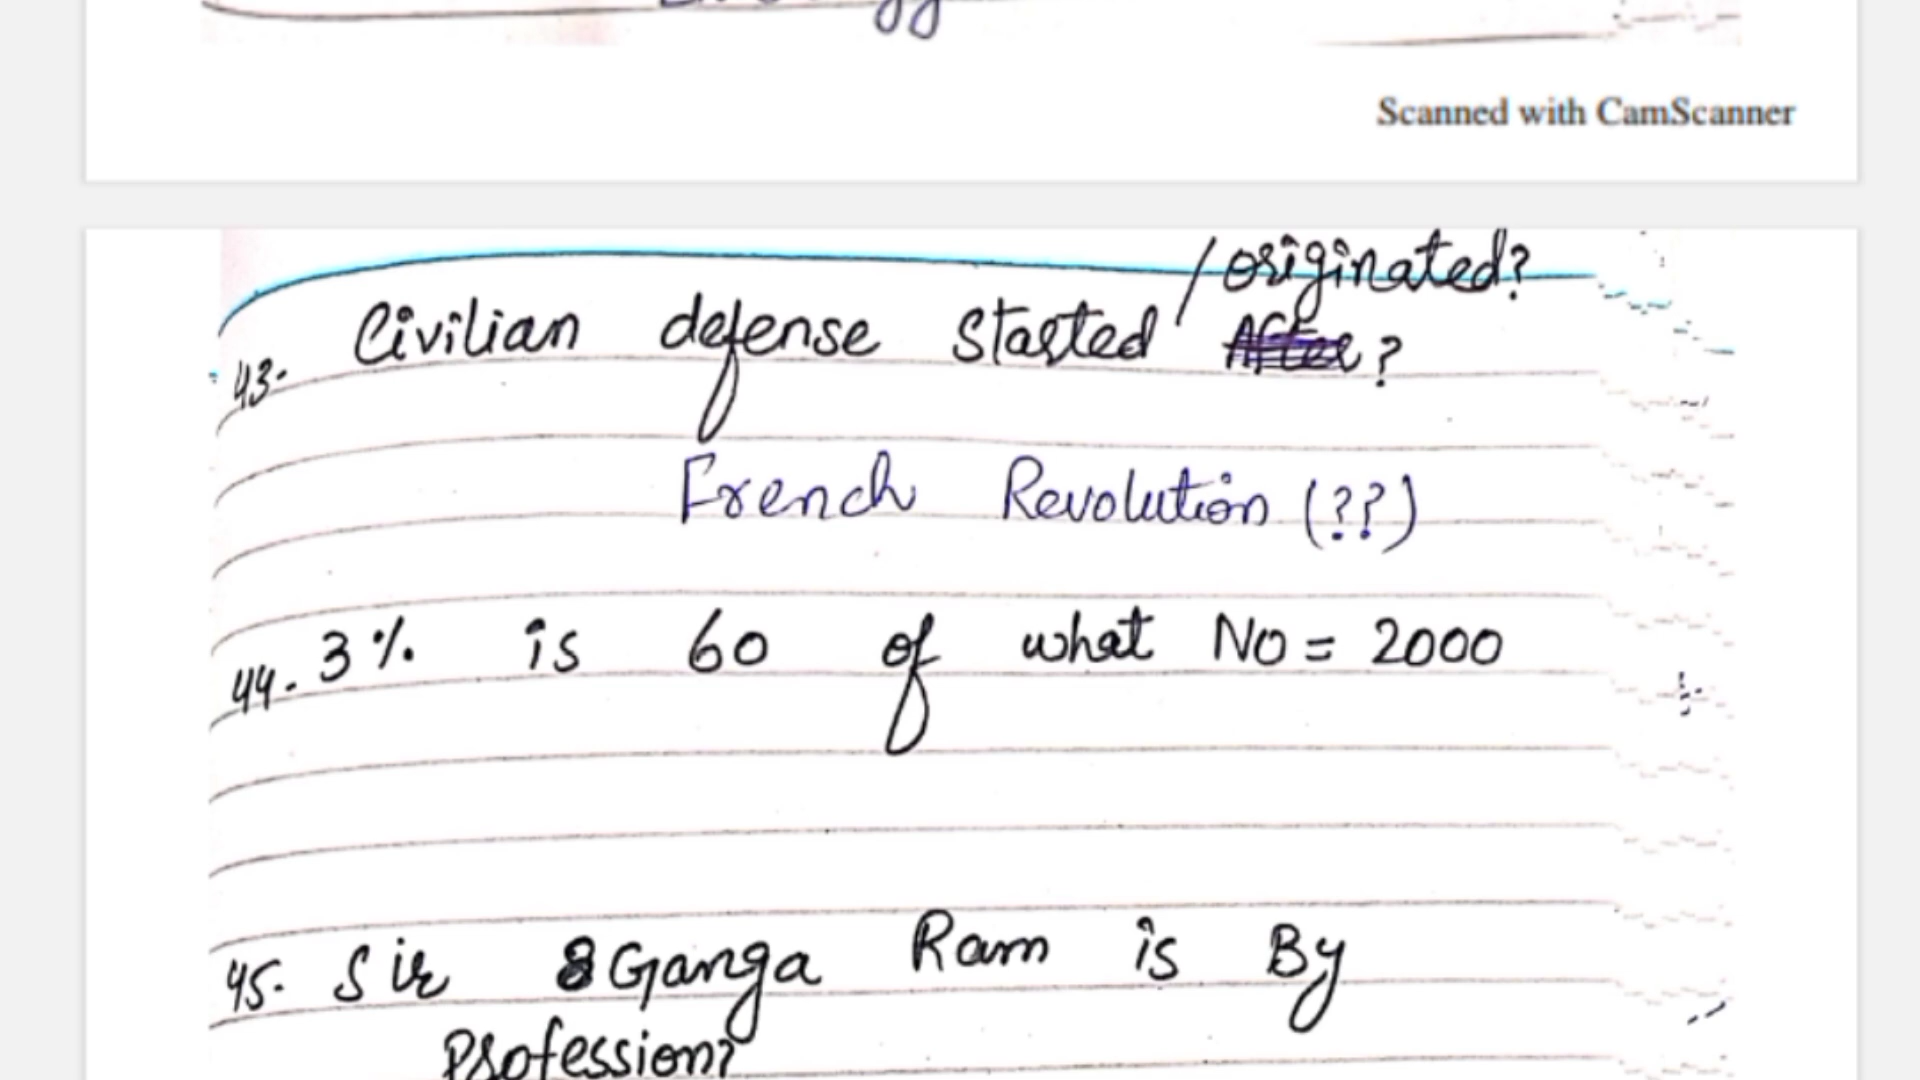 Scanned with CamScanner
/originated?
43. Civilian defense started After?
French Revolution (??)
44. 3% is 60 of what NO = 2000
45. Sir Ganga Ram is By
Profession?